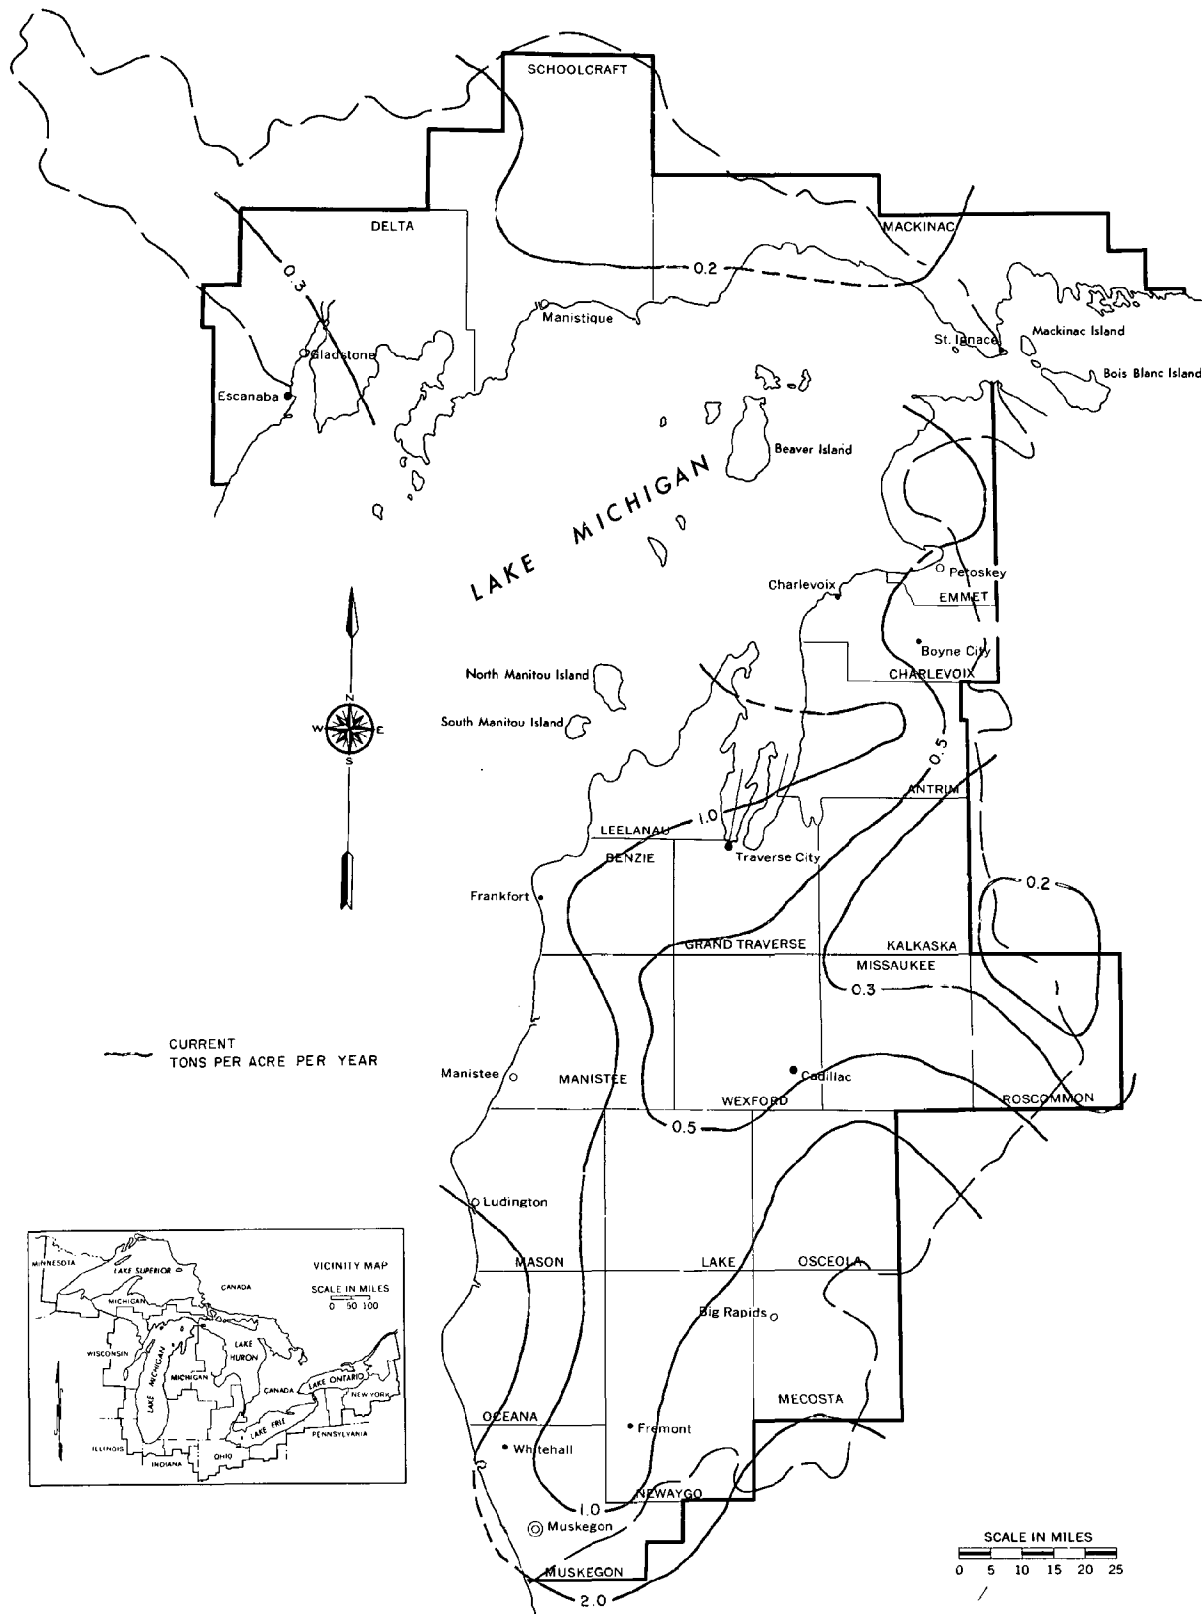 SCHOOLCRAFT
DELTA
MACKINAC
0.3
0.2
Manistique
Gladstone
St. Ignace
Mackinac Island
Bois Blanc Island
Escanaba
Beaver Island
LAKE MICHIGAN
Petoskey
Charlevoix
EMMET
Boyne City
CHARLEVOIX
North Manitou Island
South Manitou Island
N
W
E
S
0.5
ANTRIM
1.0
LEELANAU
BENZIE
Traverse City
0.2
Frankfort
GRAND TRAVERSE
KALKASKA
MISSAUKEE
0.3
CURRENT
TONS PER ACRE PER YEAR
Manistee
MANISTEE
Cadillac
WEXFORD
ROSCOMMON
0.5
Ludington
MASON
LAKE
OSCEOLA
Big Rapids
MECOSTA
OCEANA
Fremont
Whitehall
NEWAYGO
1.0
Muskegon
MUSKEGON
2.0
VICINITY MAP
SCALE IN MILES
0 50 100
MINNESOTA
LAKE SUPERIOR
CANADA
MICHIGAN
WISCONSIN
LAKE MICHIGAN
MICHIGAN
LAKE HURON
CANADA
LAKE ONTARIO
NEW YORK
LAKE ERIE
PENNSYLVANIA
ILLINOIS
INDIANA
OHIO
SCALE IN MILES
0 5 10 15 20 25